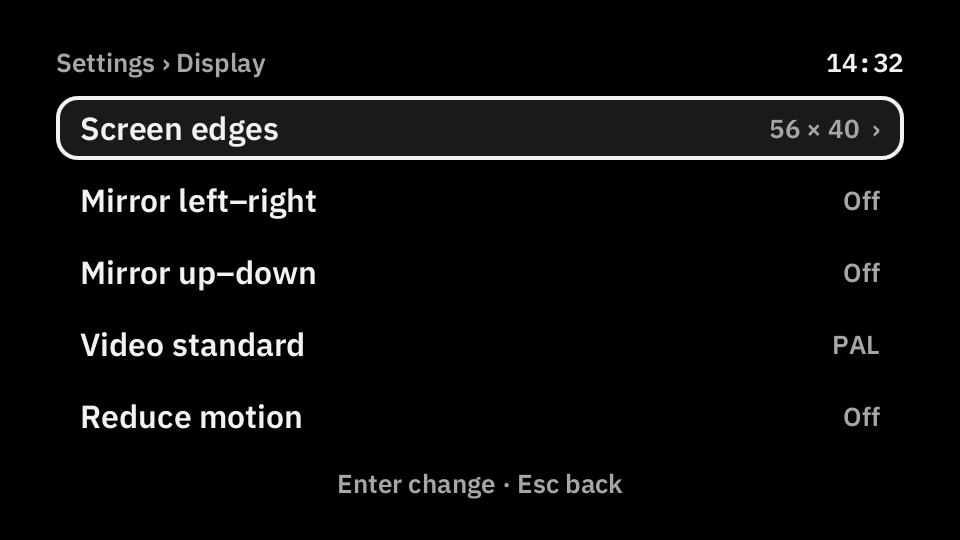 Settings › Display 14:32
Screen edges 56 × 40 ›
Mirror left–right Off
Mirror up–down Off
Video standard PAL
Reduce motion Off
Enter change · Esc back